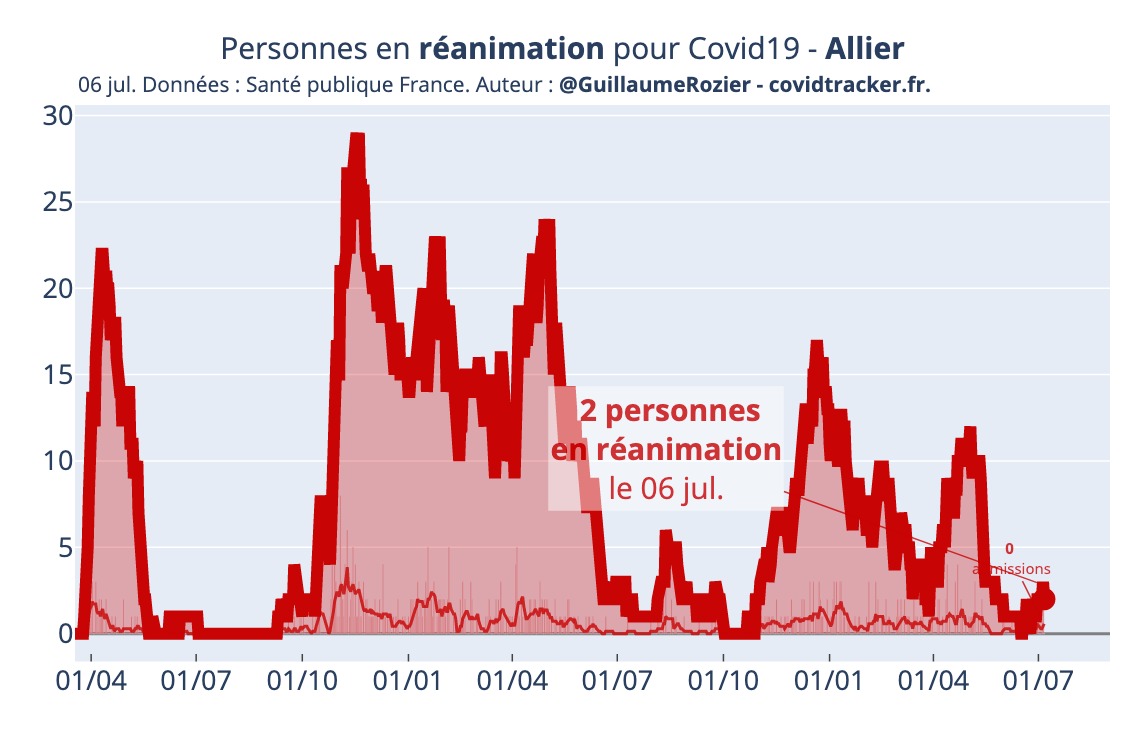 Personnes en réanimation pour Covid19 - Allier
06 jul. Données : Santé publique France. Auteur : @GuillaumeRozier - covidtracker.fr.
30
25
20
15
10
5
0
2 personnes
en réanimation
le 06 jul.
0
admissions
01/04 01/07 01/10 01/01 01/04 01/07 01/10 01/01 01/04 01/07